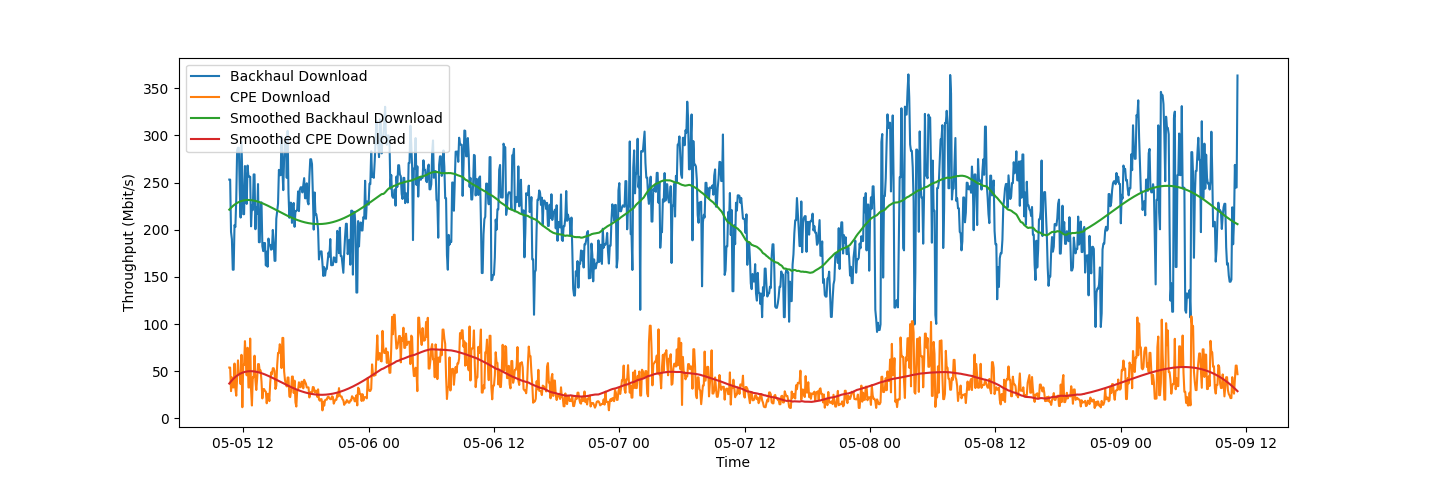 Backhaul Download
CPE Download
Smoothed Backhaul Download
Smoothed CPE Download
Throughput (Mbit/s)
350
300
250
200
150
100
50
0
05-05 12
05-06 00
05-06 12
05-07 00
05-07 12
05-08 00
05-08 12
05-09 00
05-09 12
Time